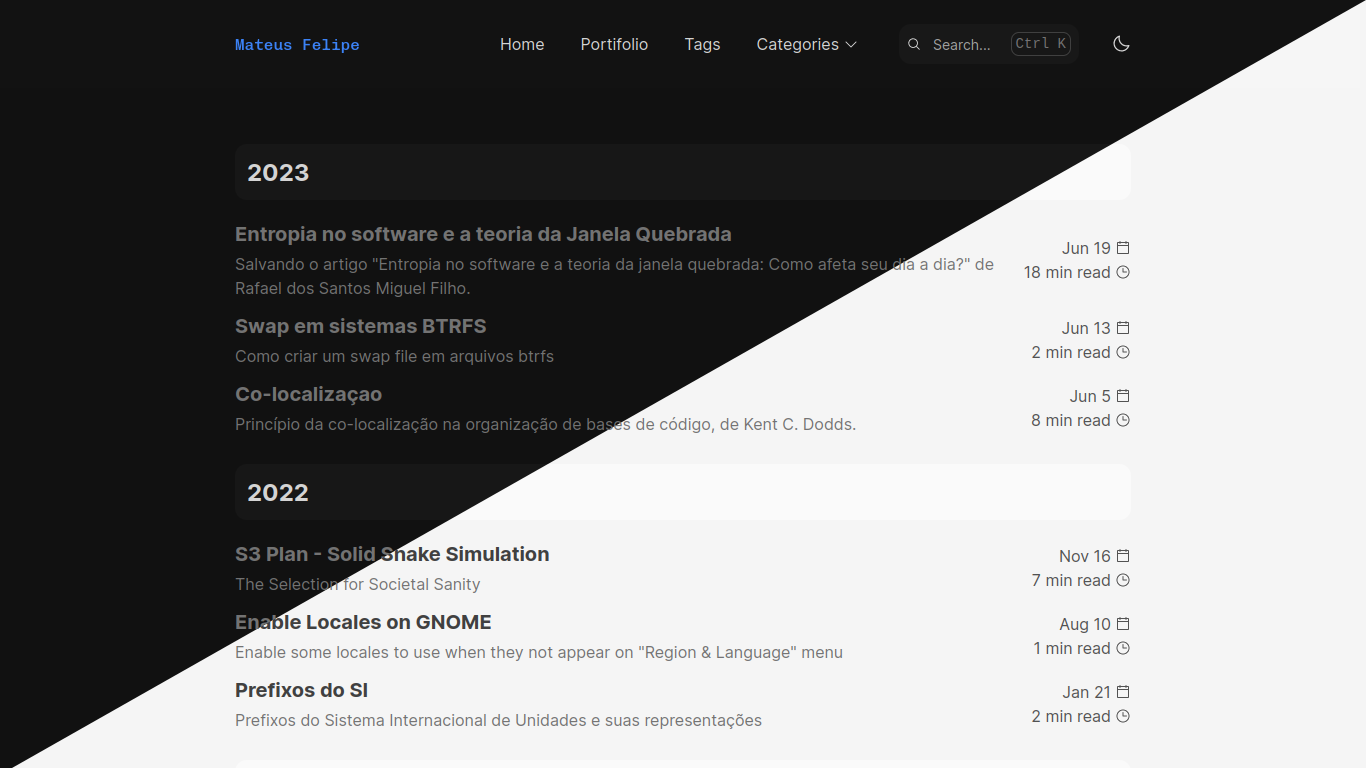 Mateus Felipe Home Portfolio Tags Categories Search... Ctrl K
2023
Entropia no software e a teoria da Janela Quebrada
Jun 19
Salvando o artigo "Entropia no software e a teoria da janela quebrada: Como afeta seu dia a dia?" de
18 min read
Rafael dos Santos Miguel Filho.
Swap em sistemas BTRFS
Jun 13
Como criar um swap file em arquivos btrfs
2 min read
Co-localizaçao
Jun 5
Princípio da co-localização na organização de bases de código, de Kent C. Dodds.
8 min read
2022
S3 Plan - Solid Snake Simulation
Nov 16
The Selection for Societal Sanity
7 min read
Enable Locales on GNOME
Aug 10
Enable some locales to use when they not appear on "Region & Language" menu
1 min read
Prefixos do SI
Jan 21
Prefixos do Sistema Internacional de Unidades e suas representações
2 min read